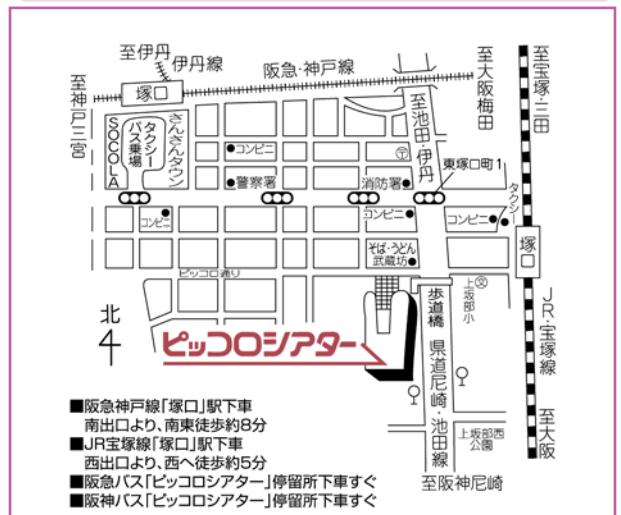 至伊丹
伊丹線
阪急・神戸線
至神戸三宮
塚口
至大阪梅田
至宝塚・三田
SOCOLA
タクシー
バス乗場
さんさんタウン
コンビニ
警察署
〒
消防署
至池田・伊丹
東塚口町1
タクシー
コンビニ
コンビニ
コンビニ
塚口
そば・うどん
武蔵坊
ピッコロ通り
北
歩道橋
上坂部小
文
ピッコロシアター
県道尼崎・池田線
JR・宝塚線
上坂部西
公園
至大阪
至阪神尼崎
■阪急神戸線「塚口」駅下車
南出口より、南東徒歩約8分
■JR宝塚線「塚口」駅下車
西出口より、西へ徒歩約5分
■阪急バス「ピッコロシアター」停留所下車すぐ
■阪神バス「ピッコロシアター」停留所下車すぐ